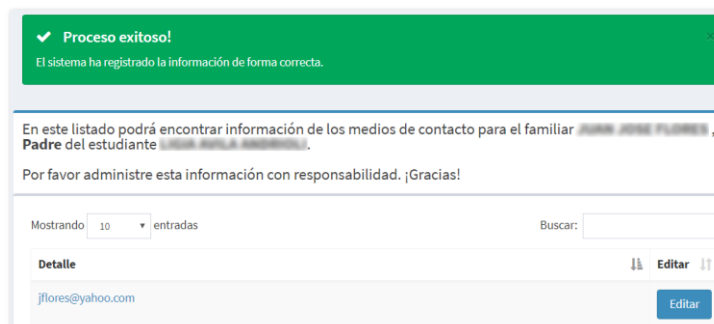 Proceso exitoso!
×
El sistema ha registrado la información de forma correcta.
En este listado podrá encontrar información de los medios de contacto para el familiar ,
Padre del estudiante .
Por favor administre esta información con responsabilidad. ¡Gracias!
Mostrando 10 entradas Buscar:
Detalle Editar
jflores@yahoo.com Editar